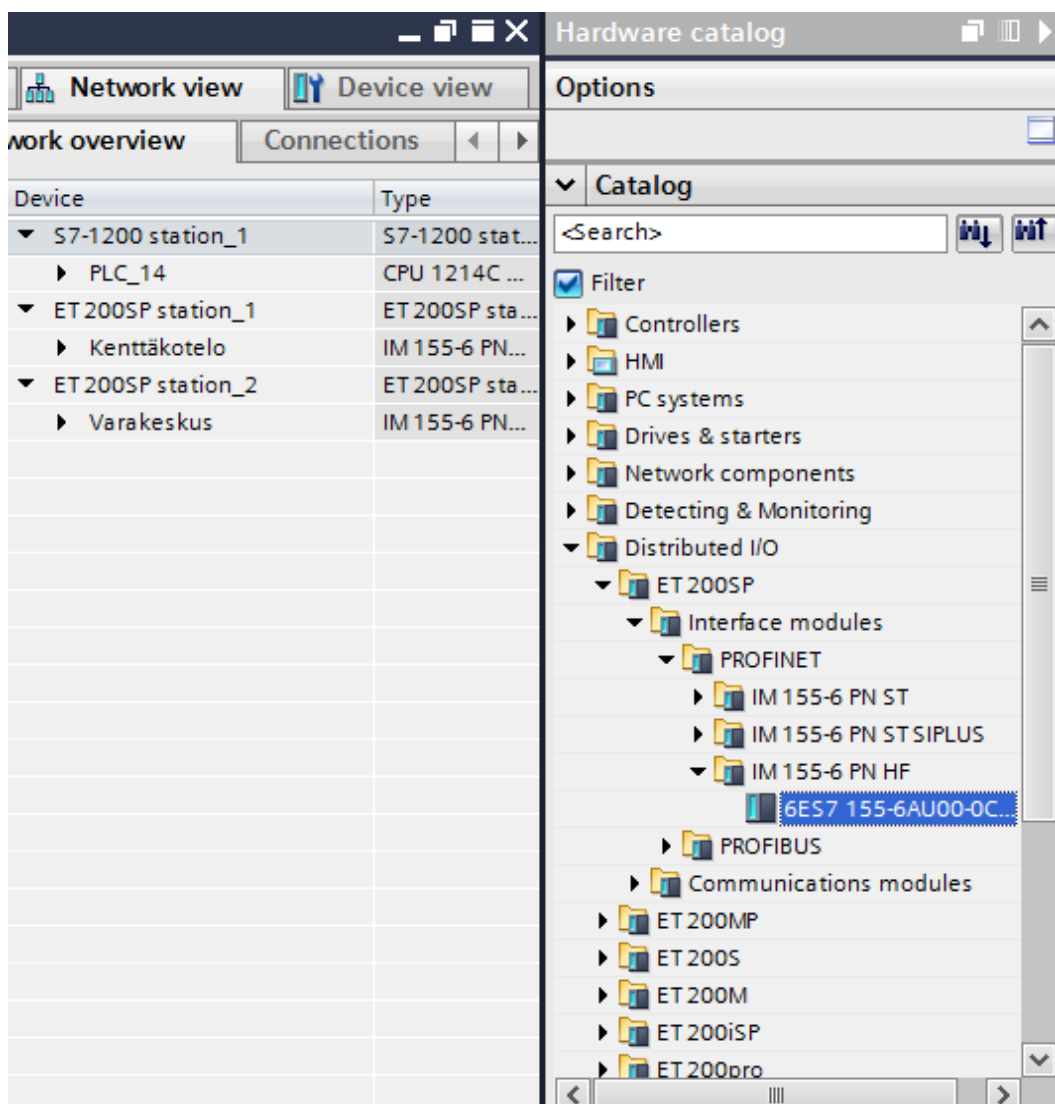 Hardware catalog
Network view
Device view
Options
work overview
Connections
Device
Type
Catalog
S7-1200 station_1
S7-1200 stat...
<Search>
PLC_14
CPU 1214C ...
Filter
ET 200SP station_1
ET 200SP sta...
Controllers
Kenttäkotelo
IM 155-6 PN...
HMI
ET 200SP station_2
ET 200SP sta...
PC systems
Varakeskus
IM 155-6 PN...
Drives & starters
Network components
Detecting & Monitoring
Distributed I/O
ET 200SP
Interface modules
PROFINET
IM 155-6 PN ST
IM 155-6 PN ST SIPLUS
IM 155-6 PN HF
6ES7 155-6AU00-0C...
PROFIBUS
Communications modules
ET 200MP
ET 200S
ET 200M
ET 200iSP
ET 200pro